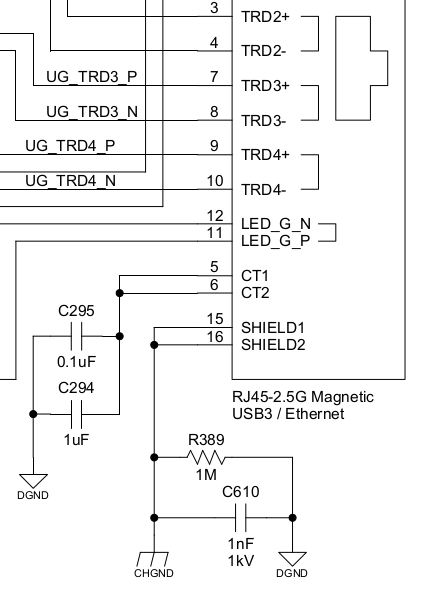 3 TRD2+
4 TRD2-
UG_TRD3_P 7 TRD3+
UG_TRD3_N 8 TRD3-
UG_TRD4_P 9 TRD4+
UG_TRD4_N 10 TRD4-
12 LED_G_N
11 LED_G_P
5 CT1
6 CT2
C295
0.1uF
15 SHIELD1
16 SHIELD2
C294
1uF
RJ45-2.5G Magnetic
USB3 / Ethernet
R389
1M
DGND
C610
1nF
1kV
CHGND
DGND